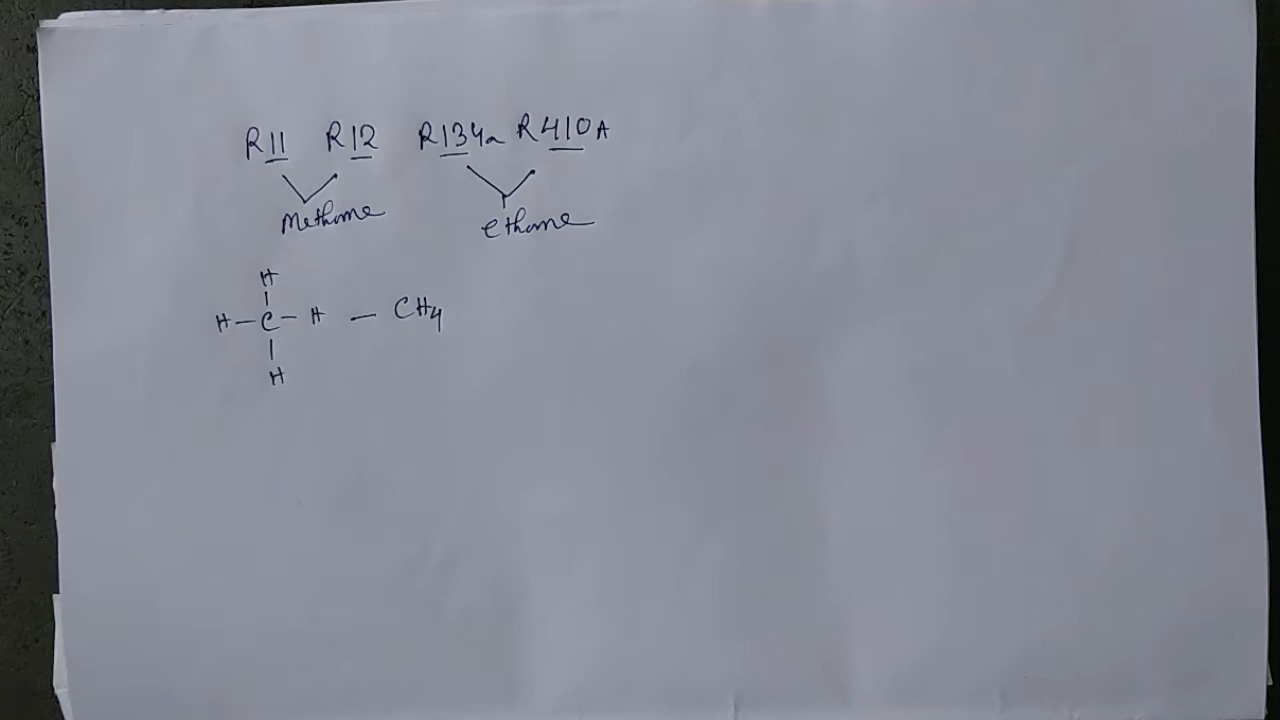 R11 R12 R134a R410A
Methane ethane
H
H - C - H - CH4
H